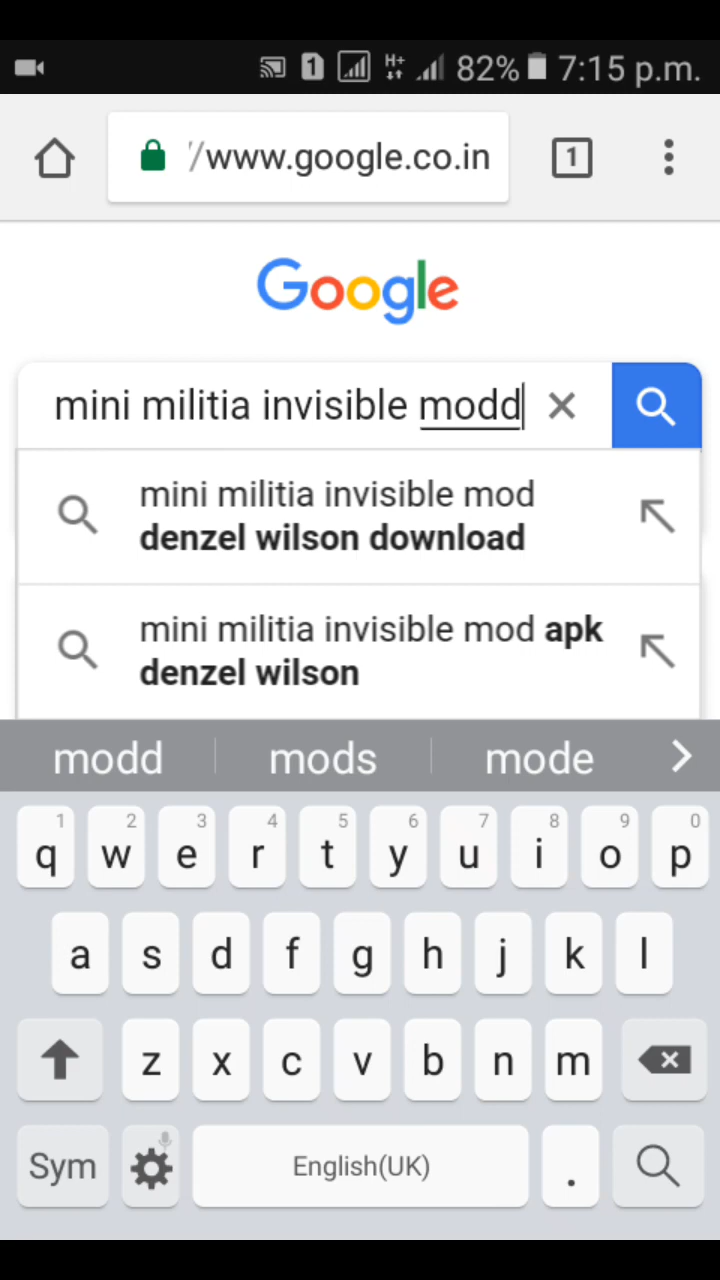 1 H+ 82% 7:15 p.m.
//www.google.co.in 1
Google
mini militia invisible modd
mini militia invisible mod
denzel wilson download
mini militia invisible mod apk
denzel wilson
modd mods mode
1 2 3 4 5 6 7 8 9 0
q w e r t y u i o p
a s d f g h j k l
z x c v b n m
Sym English(UK) .